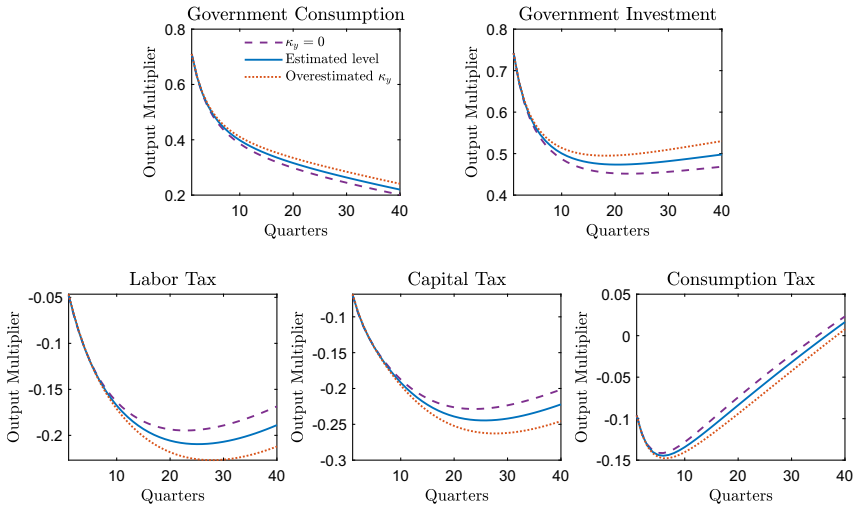 Government Consumption
Government Investment
0.8
0.6
0.4
0.2
Output Multiplier
κy = 0
Estimated level
Overestimated κy
10
20
30
40
Quarters
0.8
0.7
0.6
0.5
0.4
Output Multiplier
10
20
30
40
Quarters
Labor Tax
Capital Tax
Consumption Tax
-0.05
-0.1
-0.15
-0.2
Output Multiplier
10
20
30
40
Quarters
-0.1
-0.15
-0.2
-0.25
-0.3
Output Multiplier
10
20
30
40
Quarters
0.05
0
-0.05
-0.1
-0.15
Output Multiplier
10
20
30
40
Quarters